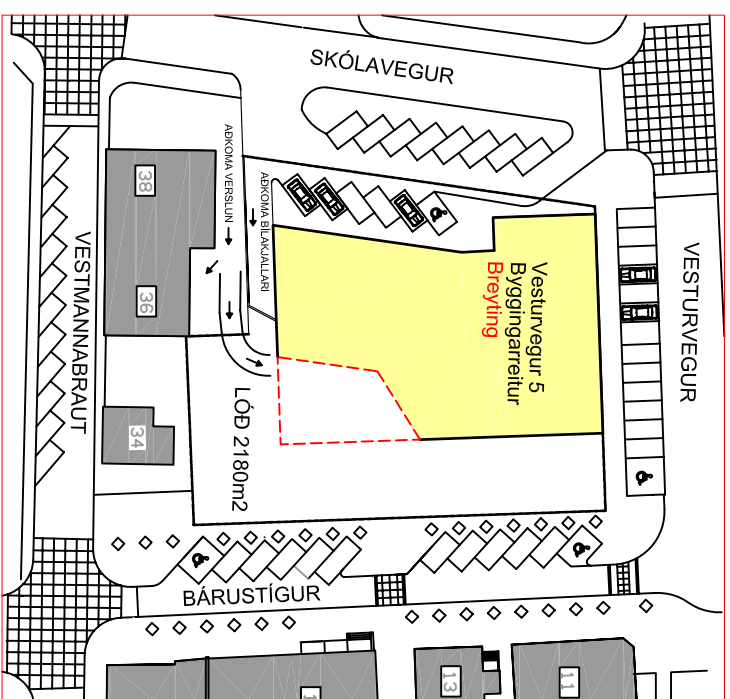 SKÓLAVEGUR
AÐKOMA VERSLUN
AÐKOMA BÍLAKJALLARI
38
36
34
VESTMANNABRAUT
Vesturvegur 5
Byggingarreitur
Breyting
VESTURVEGUR
LÓÐ 2180m2
BÁRUSTÍGUR
13
11